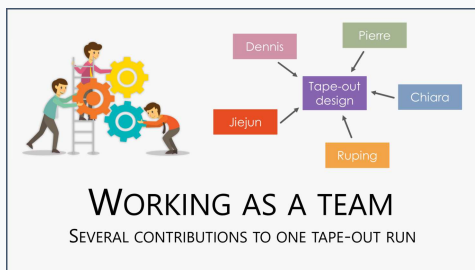 Pierre
Dennis
Tape-out
design
Chiara
Jiejun
Ruping
WORKING AS A TEAM
SEVERAL CONTRIBUTIONS TO ONE TAPE-OUT RUN